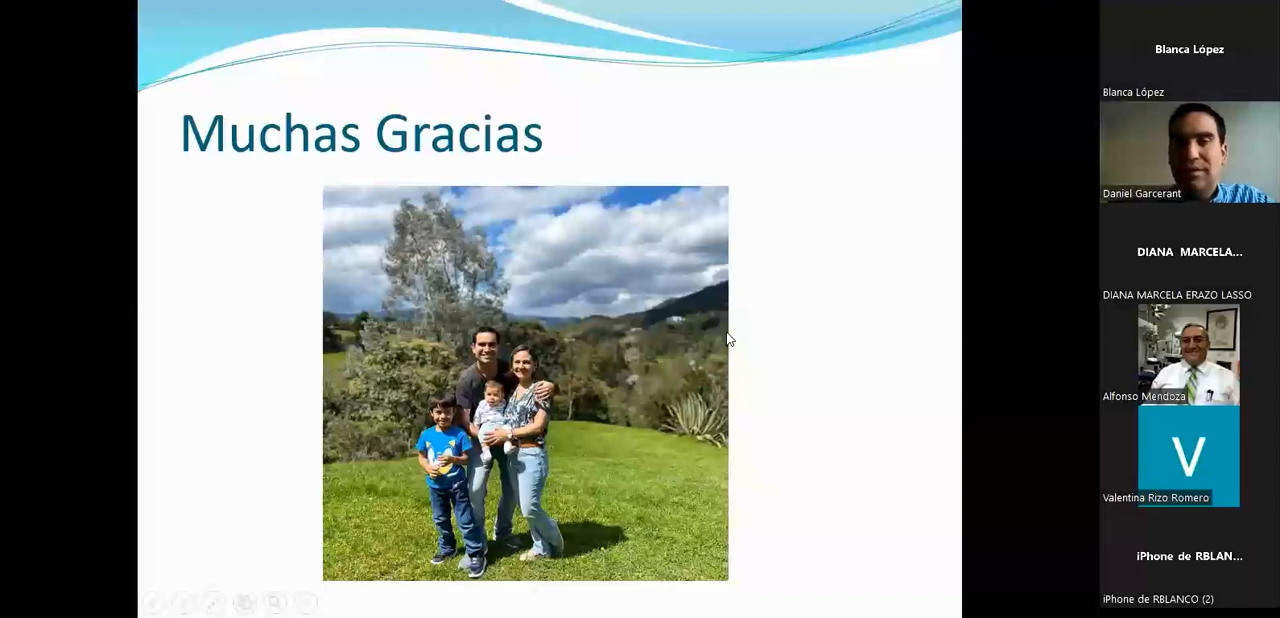 Muchas Gracias
Blanca López
Blanca López
Daniel Garcerant
DIANA MARCELA...
DIANA MARCELA ERAZO LASSO
Alfonso Mendoza
V
Valentina Rizo Romero
iPhone de RBLAN...
iPhone de RBLANCO (2)